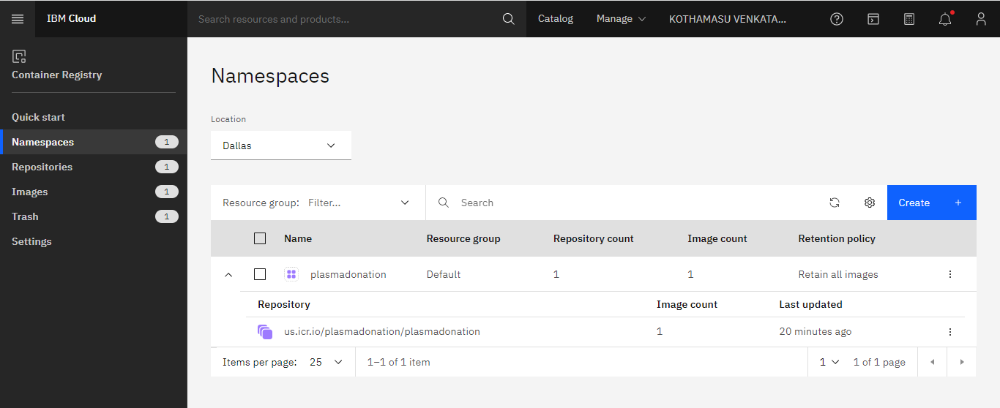 IBM Cloud
Search resources and products...
Catalog
Manage
KOTHAMASU VENKATA...
Container Registry
Quick start
Namespaces 1
Repositories 1
Images 1
Trash 1
Settings
Namespaces
Location
Dallas
Resource group: Filter...
Search
Create +
Name Resource group Repository count Image count Retention policy
plasmadonation Default 1 1 Retain all images
Repository Image count Last updated
us.icr.io/plasmadonation/plasmadonation 1 20 minutes ago
Items per page: 25 1–1 of 1 item 1 1 of 1 page